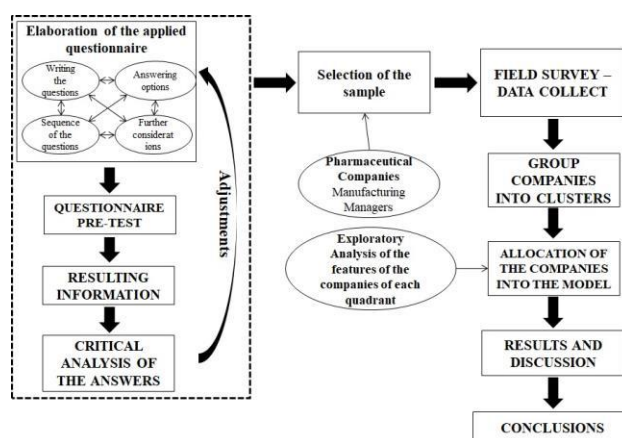 Elaboration of the applied
questionnaire
Writing
the
questions
Answering
options
Sequence
of the
questions
Further
considerat
ions
QUESTIONNAIRE
PRE-TEST
RESULTING
INFORMATION
CRITICAL
ANALYSIS OF
THE ANSWERS
Adjustments
Selection of the
sample
Pharmaceutical
Companies
Manufacturing
Managers
Exploratory
Analysis of the
features of the
companies of each
quadrant
FIELD SURVEY –
DATA COLLECT
GROUP
COMPANIES
INTO CLUSTERS
ALLOCATION OF
THE COMPANIES
INTO THE MODEL
RESULTS AND
DISCUSSION
CONCLUSIONS